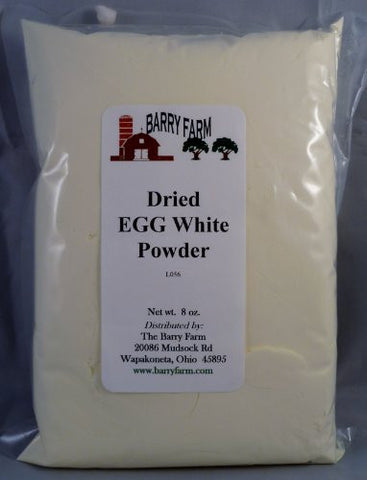 BARRY FARM
Dried
EGG White
Powder
L056
Net wt. 8 oz.
Distributed by:
The Barry Farm
20086 Mudsock Rd
Wapakoneta, Ohio 45895
www.barryfarm.com